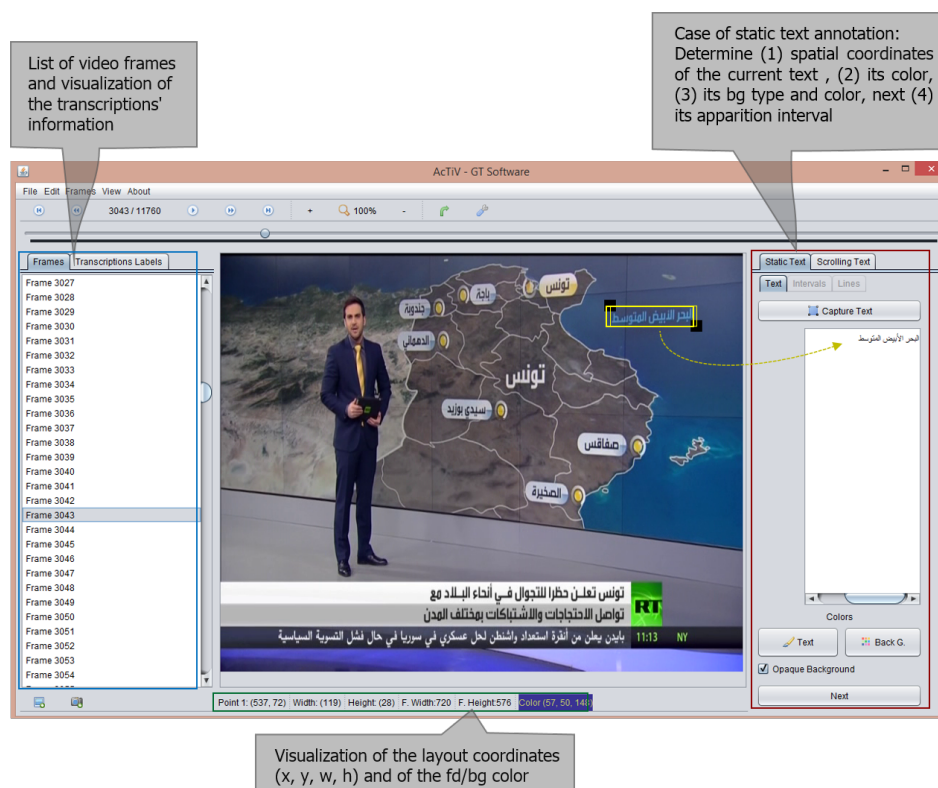 List of video frames
and visualization of
the transcriptions'
information
Case of static text annotation:
Determine (1) spatial coordinates
of the current text , (2) its color,
(3) its bg type and color, next (4)
its apparition interval
AcTiV - GT Software
File Edit Frames View About
3043 / 11760 + 100% -
Frames Transcriptions Labels
Frame 3027
Frame 3028
Frame 3029
Frame 3030
Frame 3031
Frame 3032
Frame 3033
Frame 3034
Frame 3035
Frame 3036
Frame 3037
Frame 3038
Frame 3039
Frame 3040
Frame 3041
Frame 3042
Frame 3043
Frame 3044
Frame 3045
Frame 3046
Frame 3047
Frame 3048
Frame 3049
Frame 3050
Frame 3051
Frame 3052
Frame 3053
Frame 3054
تونس
باجة
جندوبة
البحر الأبيض المتوسط
الدهماني
تونس
سيدي بوزيد
صفاقس
الصخيرة
تونس تعلن حظرا للتجوال في أنحاء البلاد مع
تواصل الاحتجاجات والاشتباكات بمختلف المدن
RT
بايدن يعلن من أنقرة استعداد واشنطن لحل عسكري في سوريا في حال فشل التسوية السياسية
11:13 NY
Static Text Scrolling Text
Text Intervals Lines
Capture Text
البحر الأبيض المتوسط
Colors
Text Back G.
Opaque Background
Next
Point 1: (537, 72) Width: (119) Height: (28) F. Width:720 F. Height:576 Color (57, 50, 148)
Visualization of the layout coordinates
(x, y, w, h) and of the fd/bg color